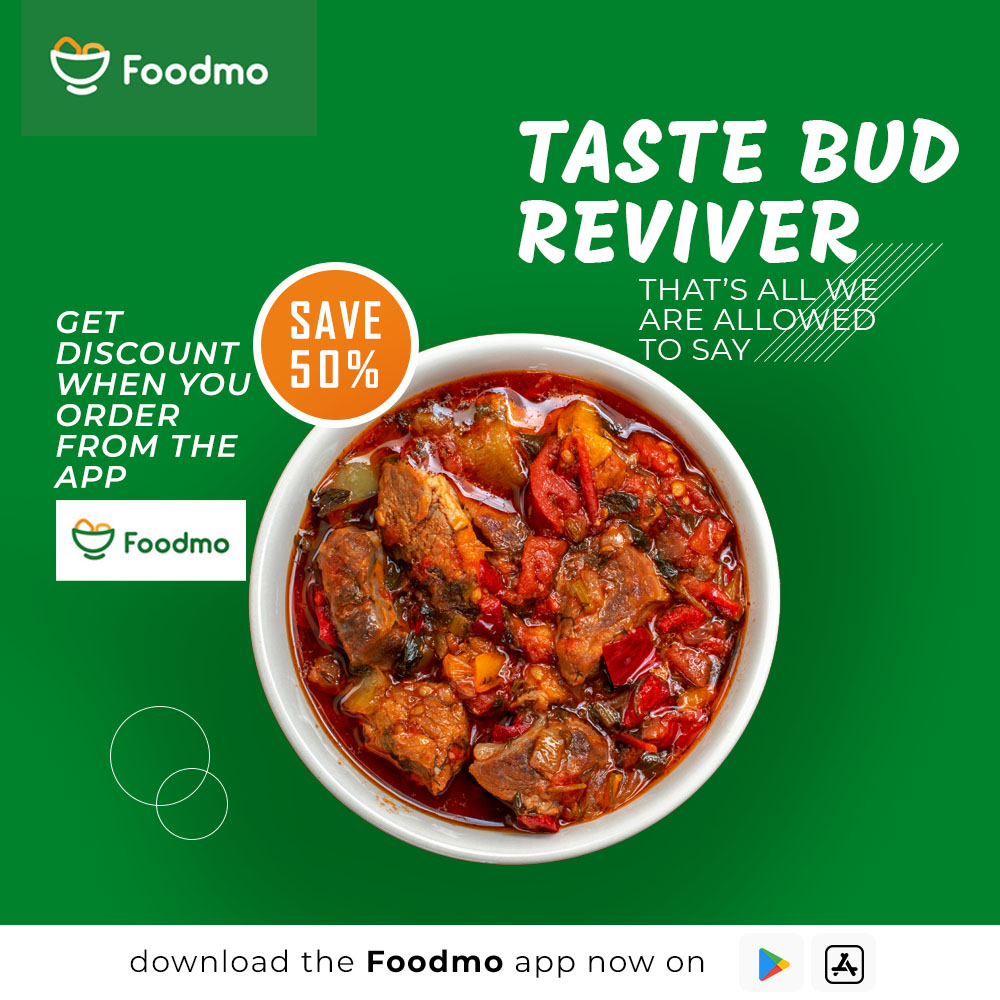 Foodmo
TASTE BUD
REVIVER
THAT'S ALL WE
ARE ALLOWED
TO SAY
SAVE
50%
GET
DISCOUNT
WHEN YOU
ORDER
FROM THE
APP
Foodmo
download the Foodmo app now on